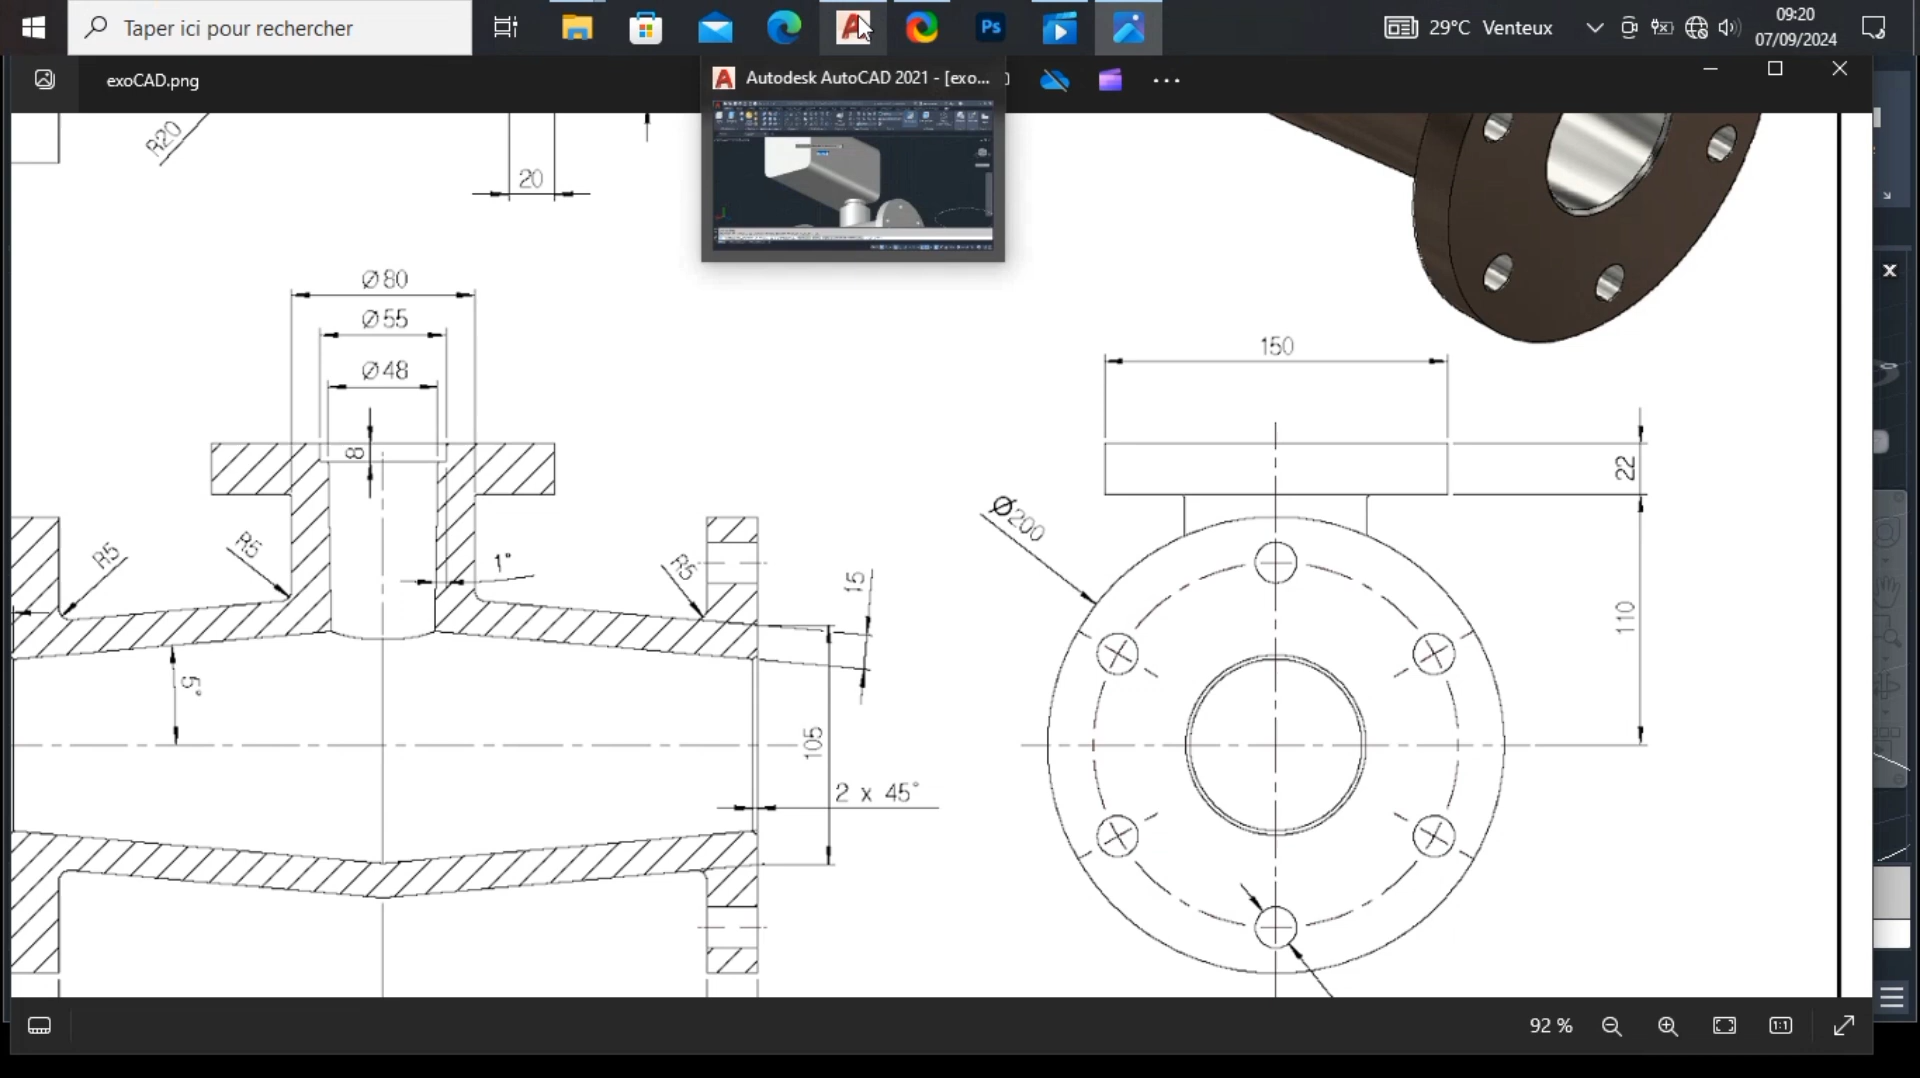 Taper ici pour rechercher
Ps
29°C Venteux
09:20
07/09/2024
exoCAD.png
Autodesk AutoCAD 2021 - [exo...
R20
20
Ø80
Ø55
Ø48
8
150
22
Ø200
R5
R5
1°
R5
15
110
5°
105
2 x 45°
92 %
1:1